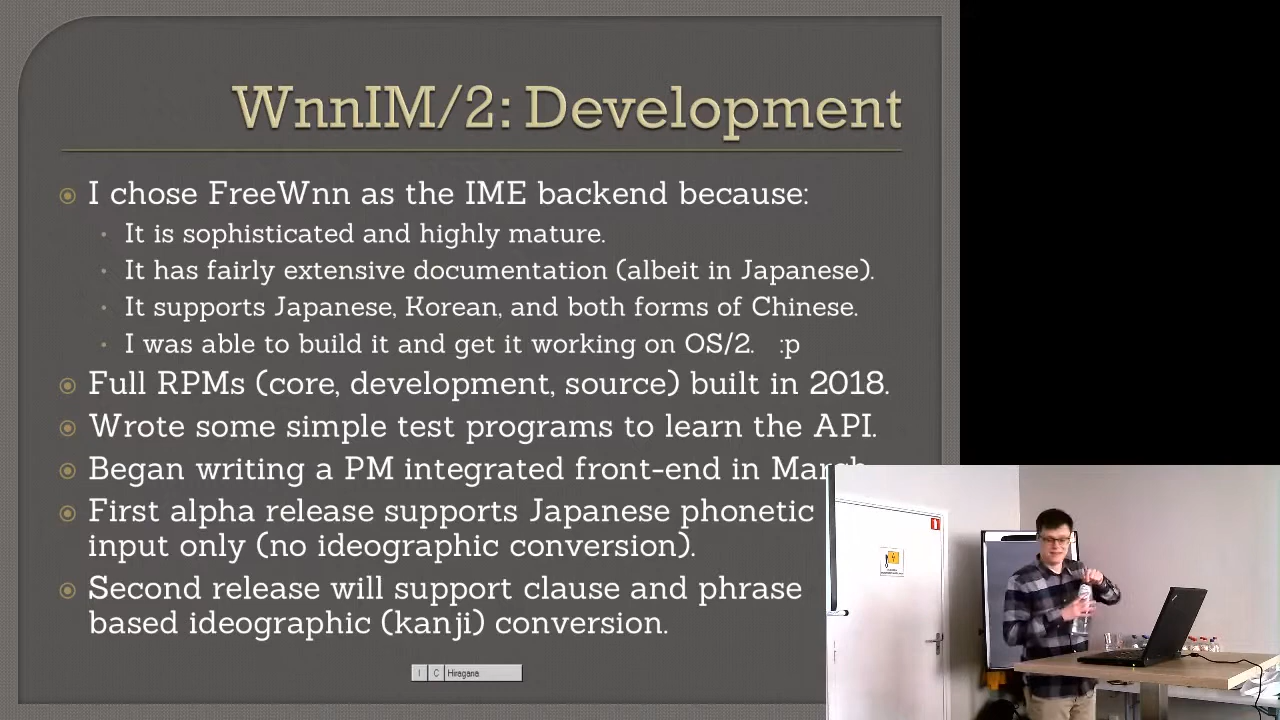 WnnIM/2: Development
I chose FreeWnn as the IME backend because:
It is sophisticated and highly mature.
It has fairly extensive documentation (albeit in Japanese).
It supports Japanese, Korean, and both forms of Chinese.
I was able to build it and get it working on OS/2. :p
Full RPMs (core, development, source) built in 2018.
Wrote some simple test programs to learn the API.
Began writing a PM integrated front-end in March
First alpha release supports Japanese phonetic
input only (no ideographic conversion).
Second release will support clause and phrase
based ideographic (kanji) conversion.
I C Hiragana